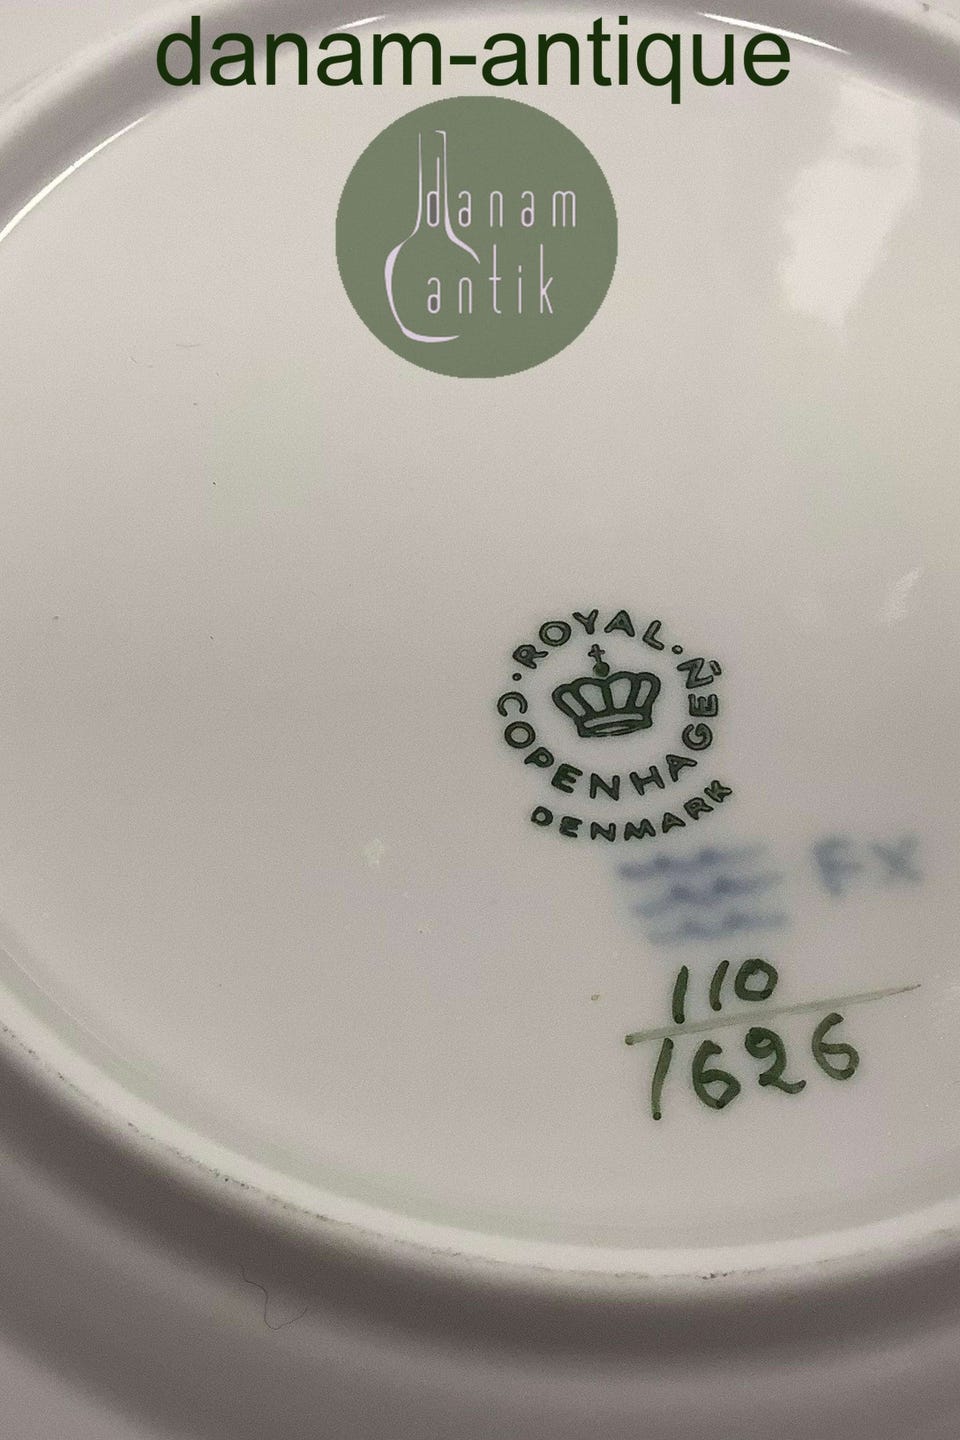 danam-antique
danam
antik
ROYAL
COPENHAGEN
DENMARK
FX
110
1626